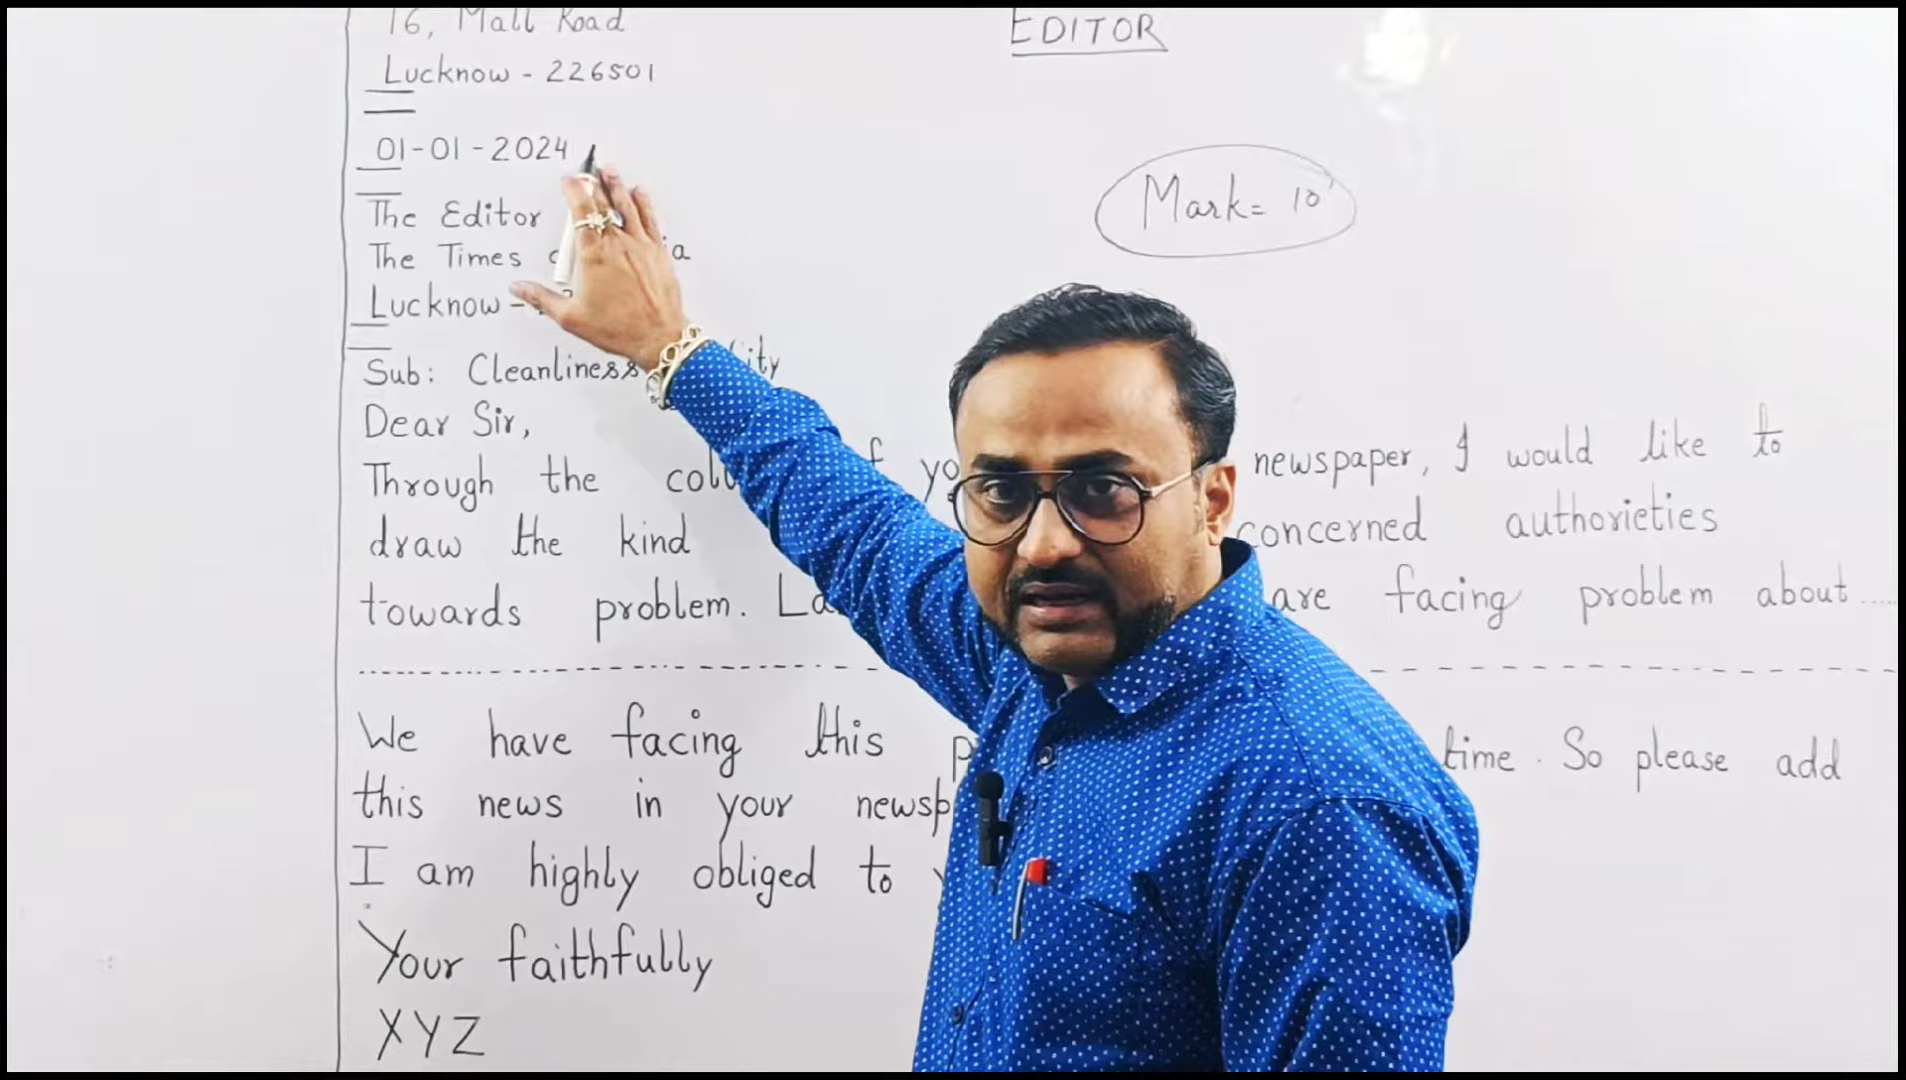 16, Mall Road
Lucknow - 226501
EDITOR
01-01-2024
Mark = 10
The Editor
The Times
Lucknow -
Sub: Cleanliness City
Dear Sir,
Through the newspaper, I would like to
draw the kind concerned authorieties
towards problem. are facing problem about .....
We have facing this time. So please add
this news in your
I am highly obliged to
Your faithfully
XYZ